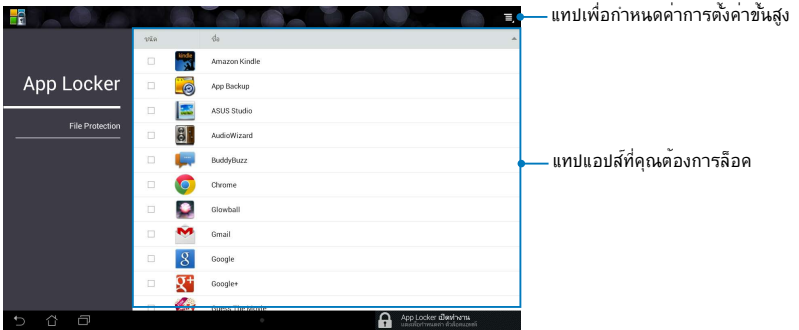 แทปเพื่อกำหนดค่าการตั้งค่าขั้นสูง
ชนิด ชื่อ
App Locker
File Protection
Amazon Kindle
App Backup
ASUS Studio
AudioWizard
BuddyBuzz
Chrome
Glowball
Gmail
Google
Google+
Guess The Movie
แทปแอปส์ที่คุณต้องการล็อค
App Locker เปิดทำงาน